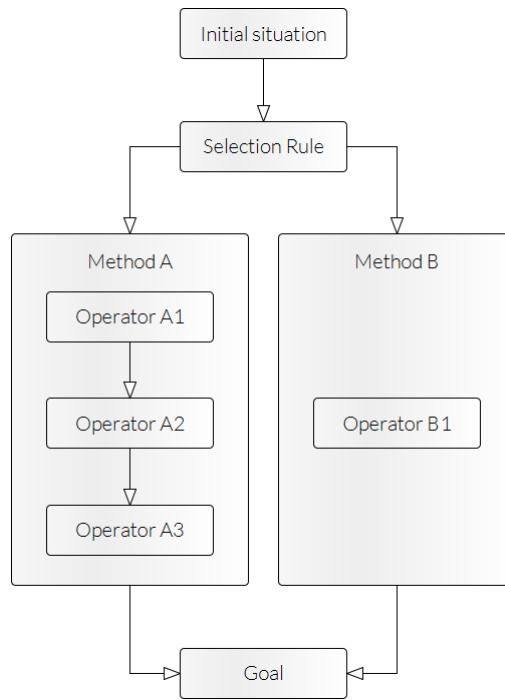 Initial situation
Selection Rule
Method A
Operator A1
Operator A2
Operator A3
Method B
Operator B1
Goal